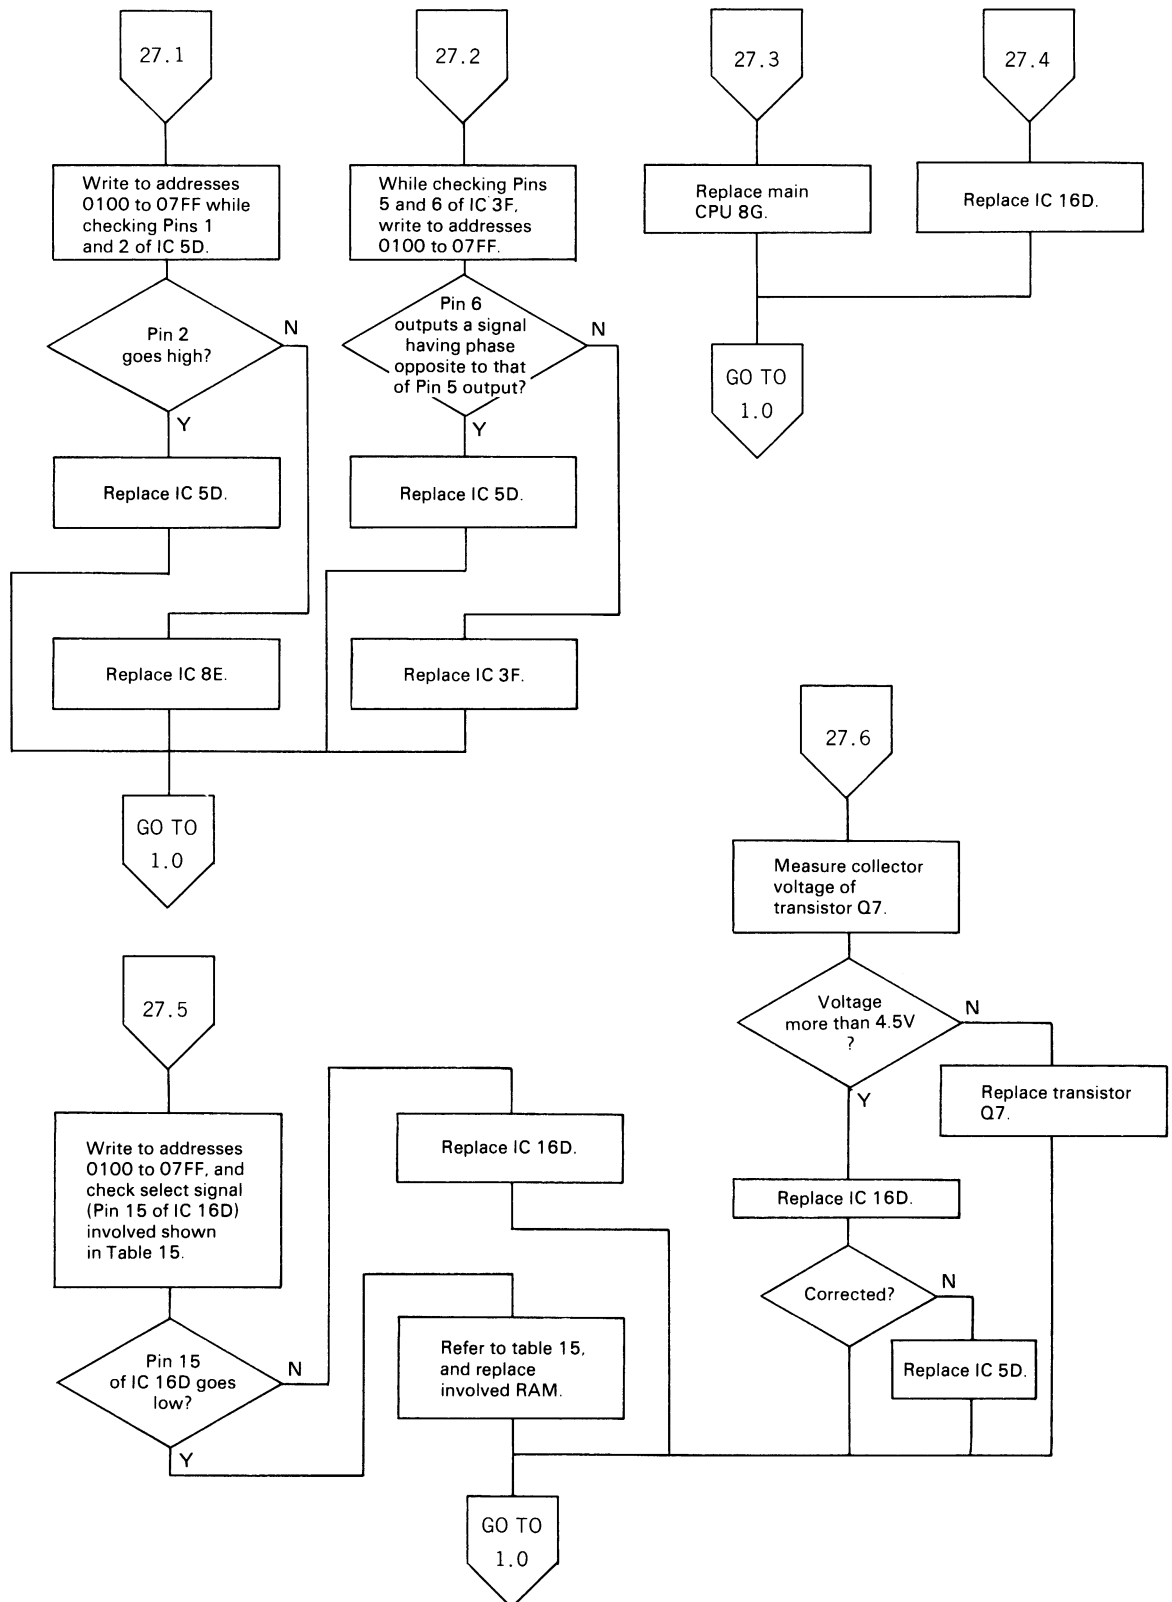 27.1
Write to addresses
0100 to 07FF while
checking Pins 1
and 2 of IC 5D.
Pin 2
goes high?
N
Y
Replace IC 5D.
Replace IC 8E.
GO TO
1.0
27.2
While checking Pins
5 and 6 of IC 3F,
write to addresses
0100 to 07FF.
Pin 6
outputs a signal
having phase
opposite to that
of Pin 5 output?
N
Y
Replace IC 5D.
Replace IC 3F.
27.3
Replace main
CPU 8G.
27.4
Replace IC 16D.
GO TO
1.0
27.5
Write to addresses
0100 to 07FF, and
check select signal
(Pin 15 of IC 16D)
involved shown
in Table 15.
Pin 15
of IC 16D goes
low?
N
Y
Replace IC 16D.
Refer to table 15,
and replace
involved RAM.
GO TO
1.0
27.6
Measure collector
voltage of
transistor Q7.
Voltage
more than 4.5V
?
N
Y
Replace transistor
Q7.
Replace IC 16D.
Corrected?
N
Replace IC 5D.